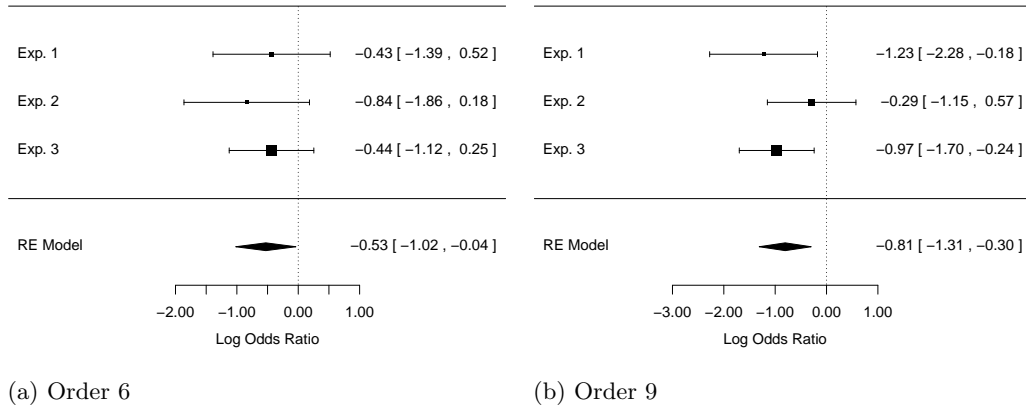 Exp. 1 −0.43 [ −1.39 , 0.52 ]
Exp. 2 −0.84 [ −1.86 , 0.18 ]
Exp. 3 −0.44 [ −1.12 , 0.25 ]
RE Model −0.53 [ −1.02 , −0.04 ]
−2.00 −1.00 0.00 1.00
Log Odds Ratio
(a) Order 6
Exp. 1 −1.23 [ −2.28 , −0.18 ]
Exp. 2 −0.29 [ −1.15 , 0.57 ]
Exp. 3 −0.97 [ −1.70 , −0.24 ]
RE Model −0.81 [ −1.31 , −0.30 ]
−3.00 −2.00 −1.00 0.00 1.00
Log Odds Ratio
(b) Order 9